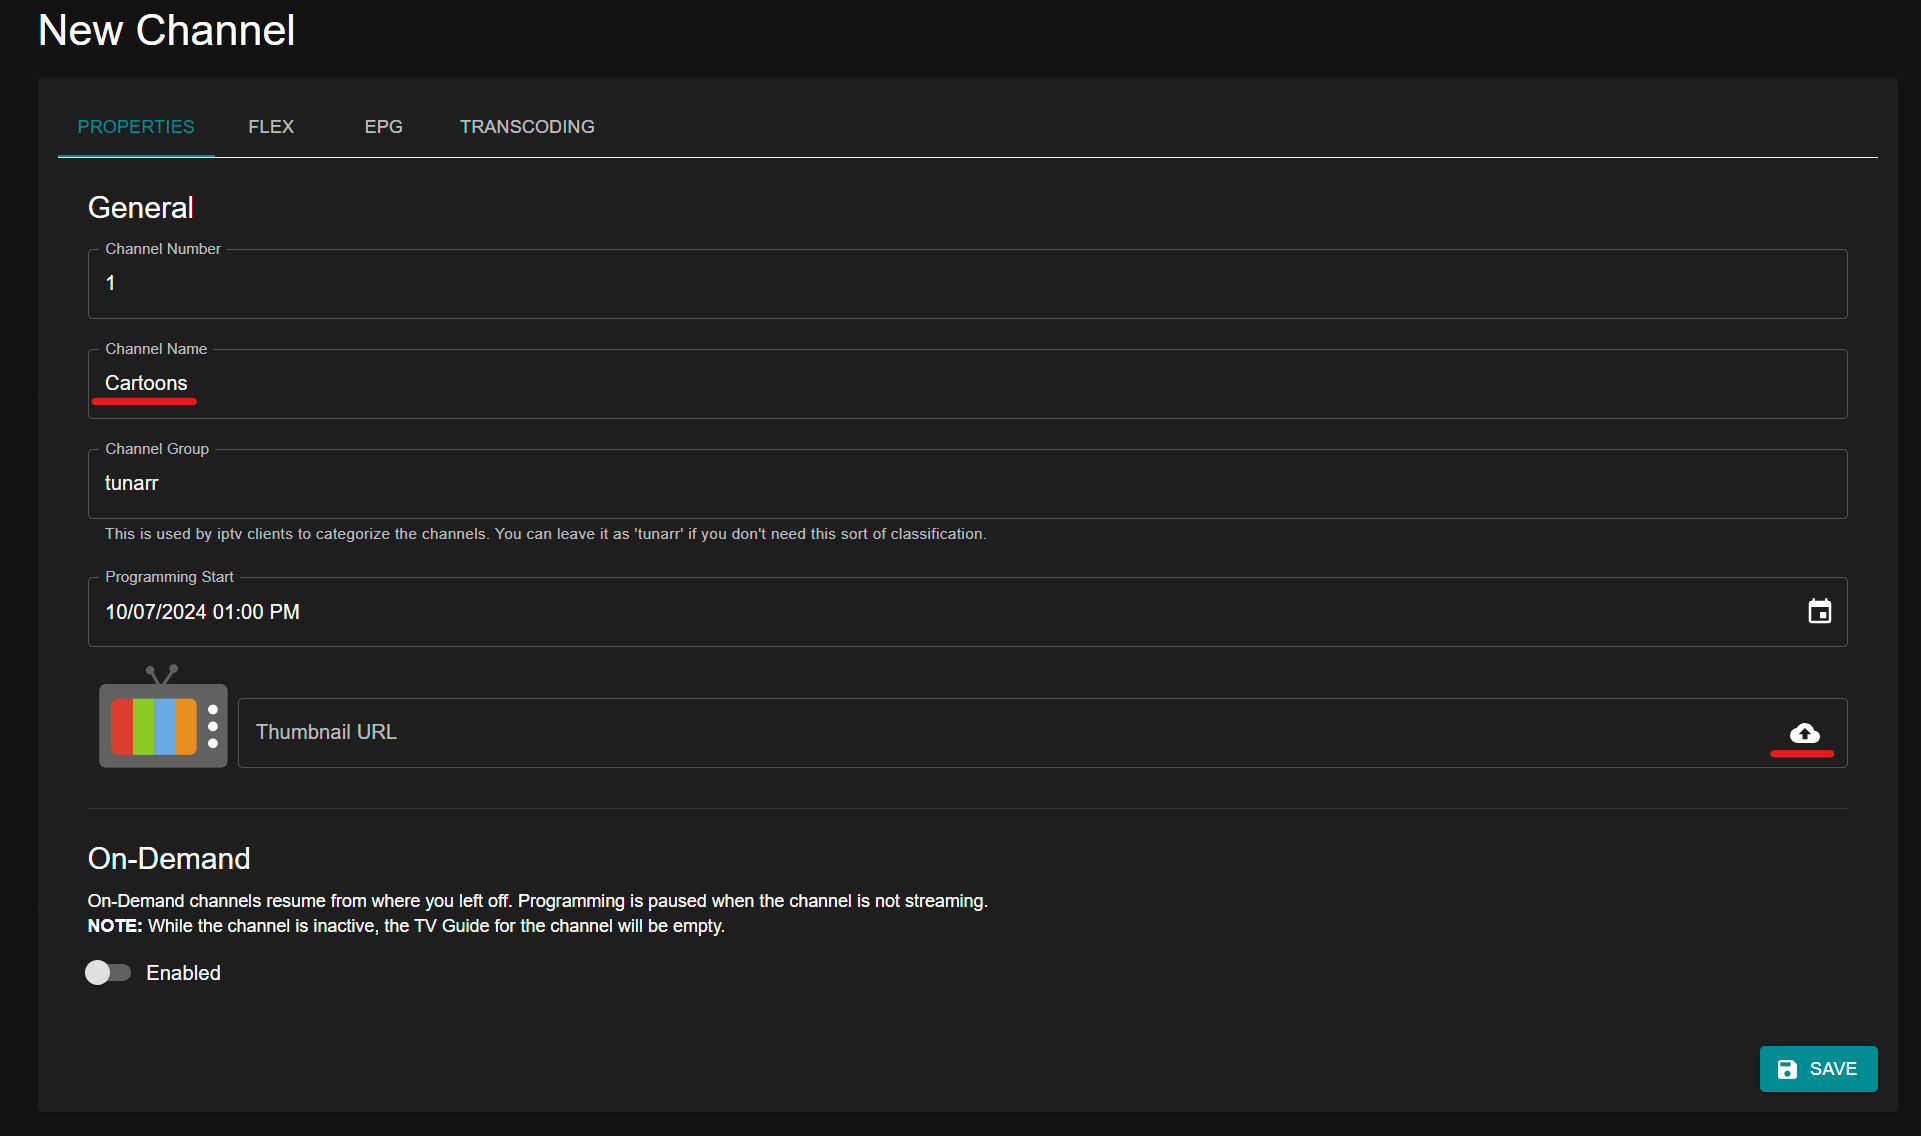 New Channel
PROPERTIES FLEX EPG TRANSCODING
General
Channel Number
1
Channel Name
Cartoons
Channel Group
tunarr
This is used by iptv clients to categorize the channels. You can leave it as 'tunarr' if you don't need this sort of classification.
Programming Start
10/07/2024 01:00 PM
Thumbnail URL
On-Demand
On-Demand channels resume from where you left off. Programming is paused when the channel is not streaming.
NOTE: While the channel is inactive, the TV Guide for the channel will be empty.
Enabled
SAVE